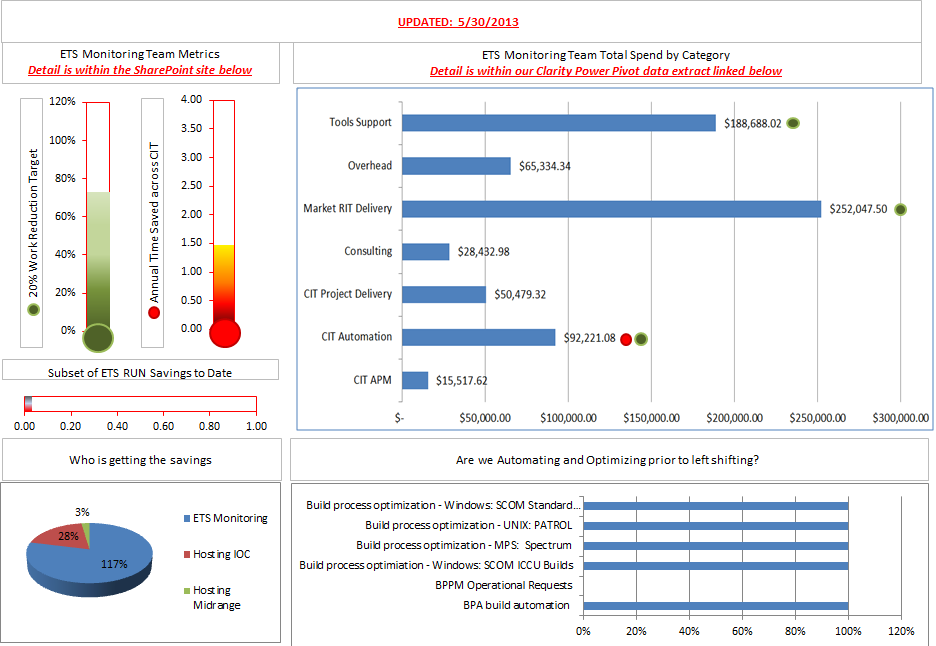 UPDATED: 5/30/2013
ETS Monitoring Team Metrics
Detail is within the SharePoint site below
ETS Monitoring Team Total Spend by Category
Detail is within our Clarity Power Pivot data extract linked below
20% Work Reduction Target
120%
100%
80%
60%
40%
20%
0%
Annual Time Saved across CIT
4.00
3.50
3.00
2.50
2.00
1.50
1.00
0.50
0.00
Tools Support $188,688.02
Overhead $65,334.34
Market RIT Delivery $252,047.50
Consulting $28,432.98
CIT Project Delivery $50,479.32
CIT Automation $92,221.08
CIT APM $15,517.62
$- $50,000.00 $100,000.00 $150,000.00 $200,000.00 $250,000.00 $300,000.00
Subset of ETS RUN Savings to Date
0.00 0.20 0.40 0.60 0.80 1.00
Who is getting the savings
3%
28%
117%
ETS Monitoring
Hosting IOC
Hosting
Midrange
Are we Automating and Optimizing prior to left shifting?
Build process optimization - Windows: SCOM Standard...
Build process optimization - UNIX: PATROL
Build process optimization - MPS: Spectrum
Build process optimiation - Windows: SCOM ICCU Builds
BPPM Operational Requests
BPA build automation
0% 20% 40% 60% 80% 100% 120%